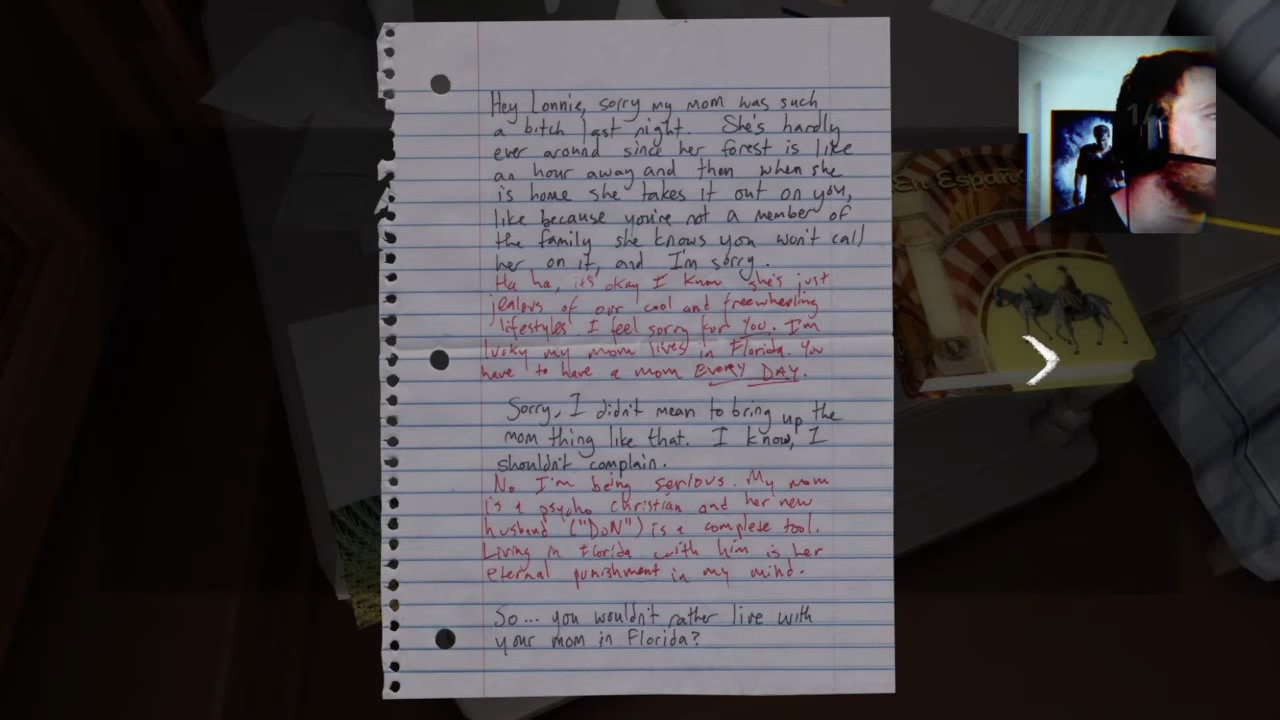 Hey Lonnie, sorry my mom was such
a bitch last night. She's hardly
ever around since her forest is like
an hour away and then when she
is home she takes it out on you,
like because you're not a member of
the family she knows you won't call
her on it, and I'm sorry.
Ha ha, it's okay I know she's just
jealous of our cool and freewheeling
lifestyles. I feel sorry for YOU. I'm
lucky my mom lives in Florida. You
have to have a mom EVERY DAY.
Sorry, I didn't mean to bring up the
mom thing like that. I know, I
shouldn't complain.
No I'm being serious. My mom
is a psycho christian and her new
husband ("DoN") is a complete tool.
Living in Florida with him is her
eternal punishment in my mind.
So... you wouldn't rather live with
your mom in Florida?
En Españo